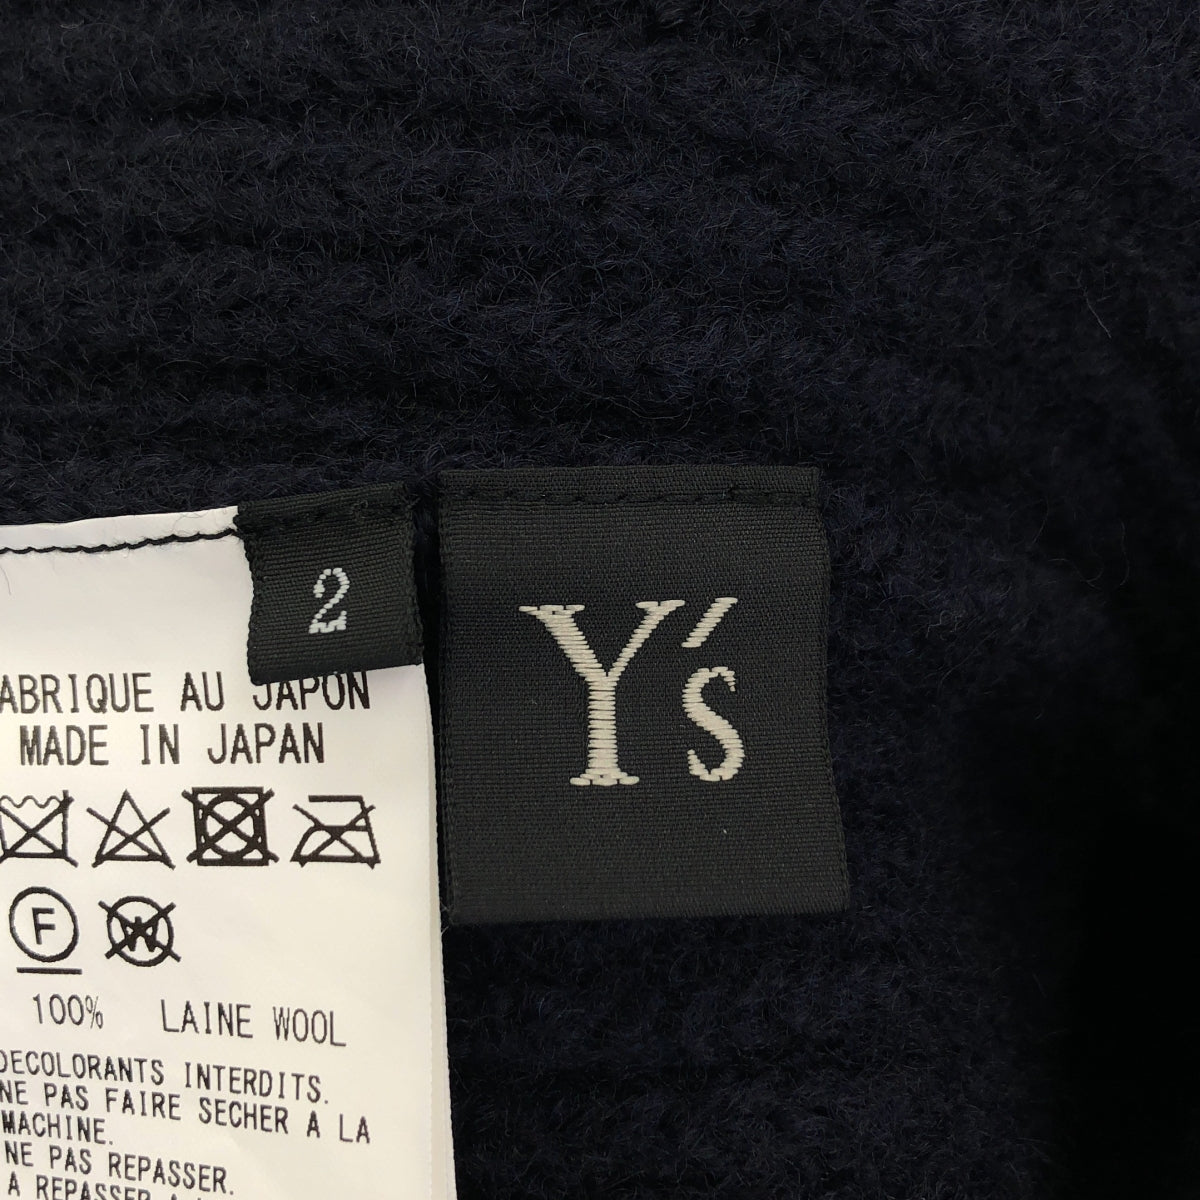 2
Y's
ABRIQUE AU JAPON
MADE IN JAPAN
F
W
100% LAINE WOOL
DECOLORANTS INTERDITS.
NE PAS FAIRE SECHER A LA
MACHINE.
NE PAS REPASSER.
A REPASSER A